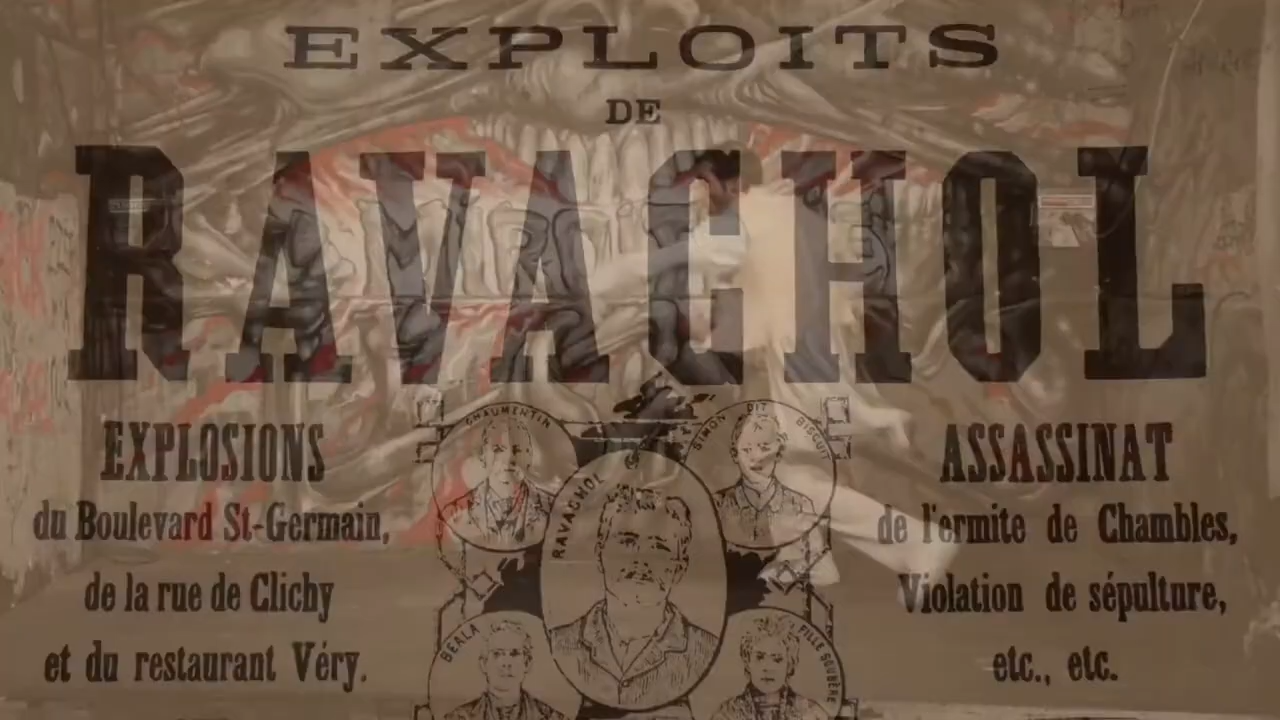 EXPLOITS
DE
RAVACHOL
EXPLOSIONS
du Boulevard St-Germain,
de la rue de Clichy
et du restaurant Véry.
CHAUMENTIN
SIMON DIT BISCUIT
RAVACHOL
BÉALA
FILLE SOUBÈRE
ASSASSINAT
de l'ermite de Chambles,
Violation de sépulture,
etc., etc.